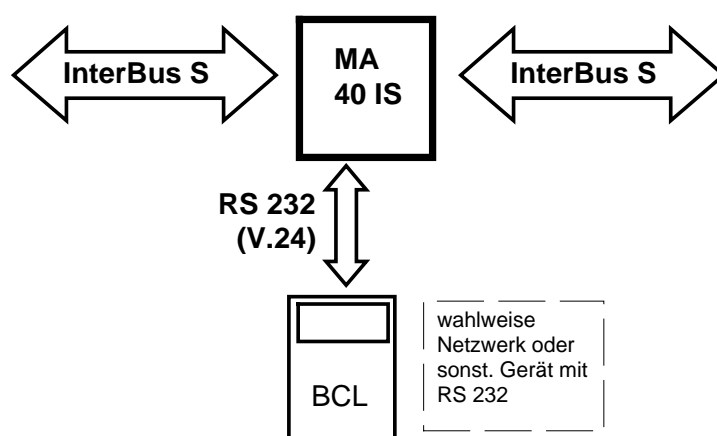 InterBus S
MA
40 IS
InterBus S
RS 232
(V.24)
wahlweise
Netzwerk oder
sonst. Gerät mit
RS 232
BCL